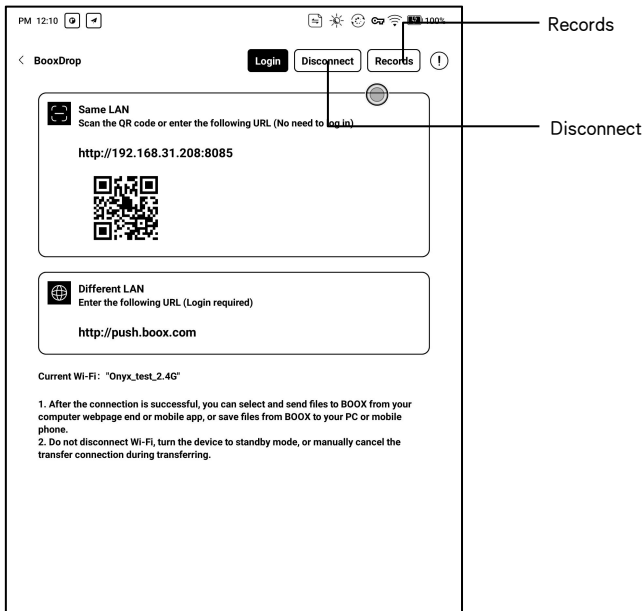 PM 12:10
100%
Records
BooxDrop
Login
Disconnect
Records
Same LAN
Scan the QR code or enter the following URL (No need to log in)
Disconnect
http://192.168.31.208:8085
Different LAN
Enter the following URL (Login required)
http://push.boox.com
Current Wi-Fi: "Onyx_test_2.4G"
1. After the connection is successful, you can select and send files to BOOX from your
computer webpage end or mobile app, or save files from BOOX to your PC or mobile
phone.
2. Do not disconnect Wi-Fi, turn the device to standby mode, or manually cancel the
transfer connection during transferring.